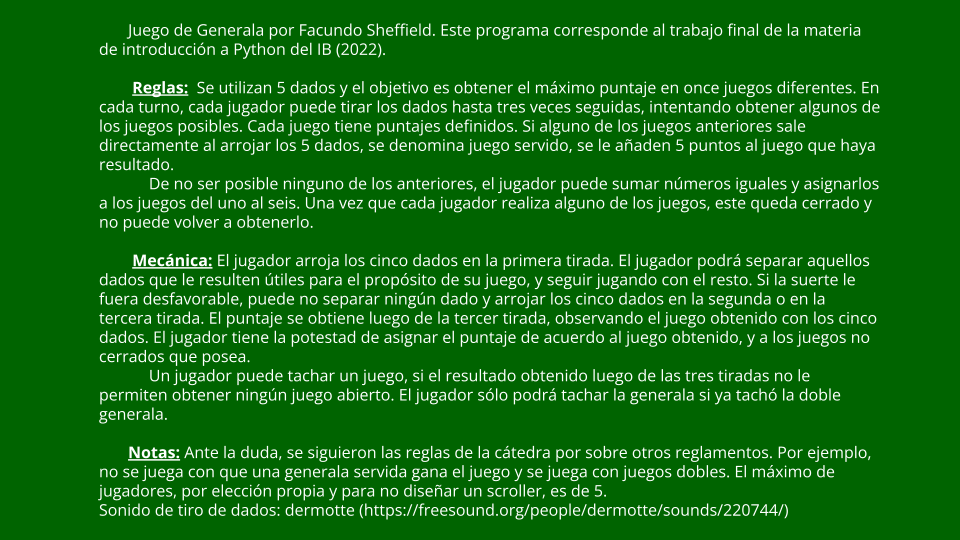 Juego de Generala por Facundo Sheffield. Este programa corresponde al trabajo final de la materia
de introducción a Python del IB (2022).
Reglas: Se utilizan 5 dados y el objetivo es obtener el máximo puntaje en once juegos diferentes. En
cada turno, cada jugador puede tirar los dados hasta tres veces seguidas, intentando obtener algunos de
los juegos posibles. Cada juego tiene puntajes definidos. Si alguno de los juegos anteriores sale
directamente al arrojar los 5 dados, se denomina juego servido, se le añaden 5 puntos al juego que haya
resultado.
De no ser posible ninguno de los anteriores, el jugador puede sumar números iguales y asignarlos
a los juegos del uno al seis. Una vez que cada jugador realiza alguno de los juegos, este queda cerrado y
no puede volver a obtenerlo.
Mecánica: El jugador arroja los cinco dados en la primera tirada. El jugador podrá separar aquellos
dados que le resulten útiles para el propósito de su juego, y seguir jugando con el resto. Si la suerte le
fuera desfavorable, puede no separar ningún dado y arrojar los cinco dados en la segunda o en la
tercera tirada. El puntaje se obtiene luego de la tercer tirada, observando el juego obtenido con los cinco
dados. El jugador tiene la potestad de asignar el puntaje de acuerdo al juego obtenido, y a los juegos no
cerrados que posea.
Un jugador puede tachar un juego, si el resultado obtenido luego de las tres tiradas no le
permiten obtener ningún juego abierto. El jugador sólo podrá tachar la generala si ya tachó la doble
generala.
Notas: Ante la duda, se siguieron las reglas de la cátedra por sobre otros reglamentos. Por ejemplo,
no se juega con que una generala servida gana el juego y se juega con juegos dobles. El máximo de
jugadores, por elección propia y para no diseñar un scroller, es de 5.
Sonido de tiro de dados: dermotte (https://freesound.org/people/dermotte/sounds/220744/)